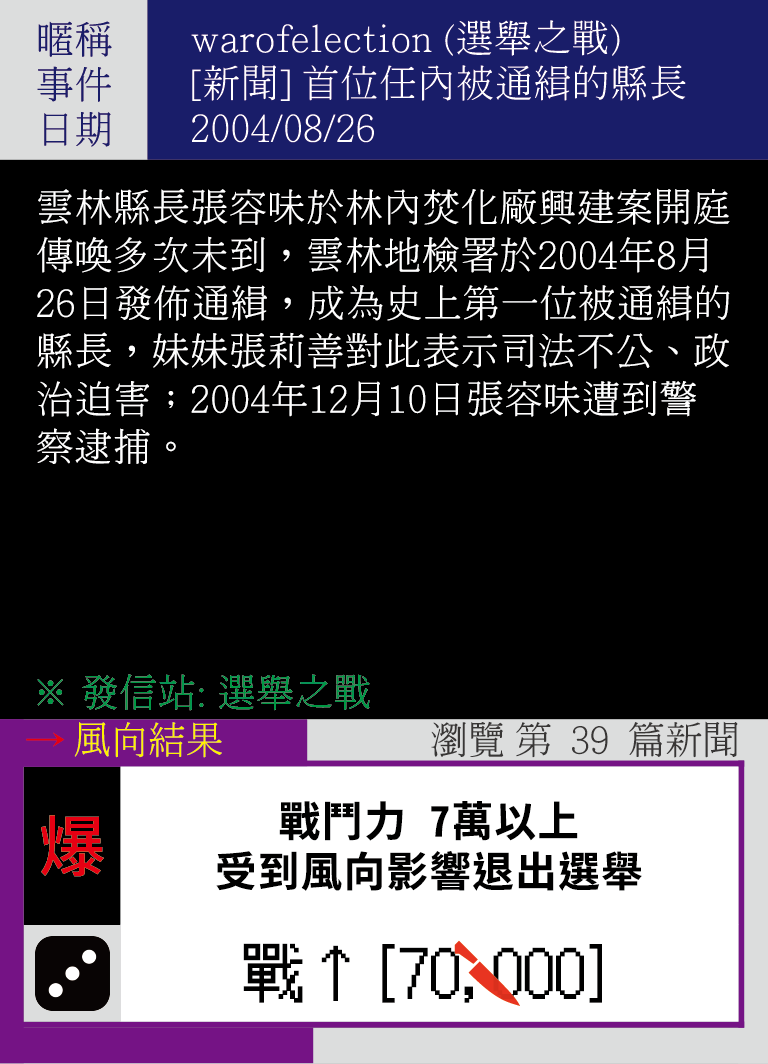 暱稱 warofelection (選舉之戰)
事件 [新聞] 首位任內被通緝的縣長
日期 2004/08/26
雲林縣長張容味於林內焚化廠興建案開庭
傳喚多次未到，雲林地檢署於2004年8月
26日發佈通緝，成為史上第一位被通緝的
縣長，妹妹張莉善對此表示司法不公、政
治迫害；2004年12月10日張容味遭到警
察逮捕。
※ 發信站: 選舉之戰
→ 風向結果 瀏覽 第 39 篇新聞
爆
戰鬥力 7萬以上
受到風向影響退出選舉
戰↑[70,000]